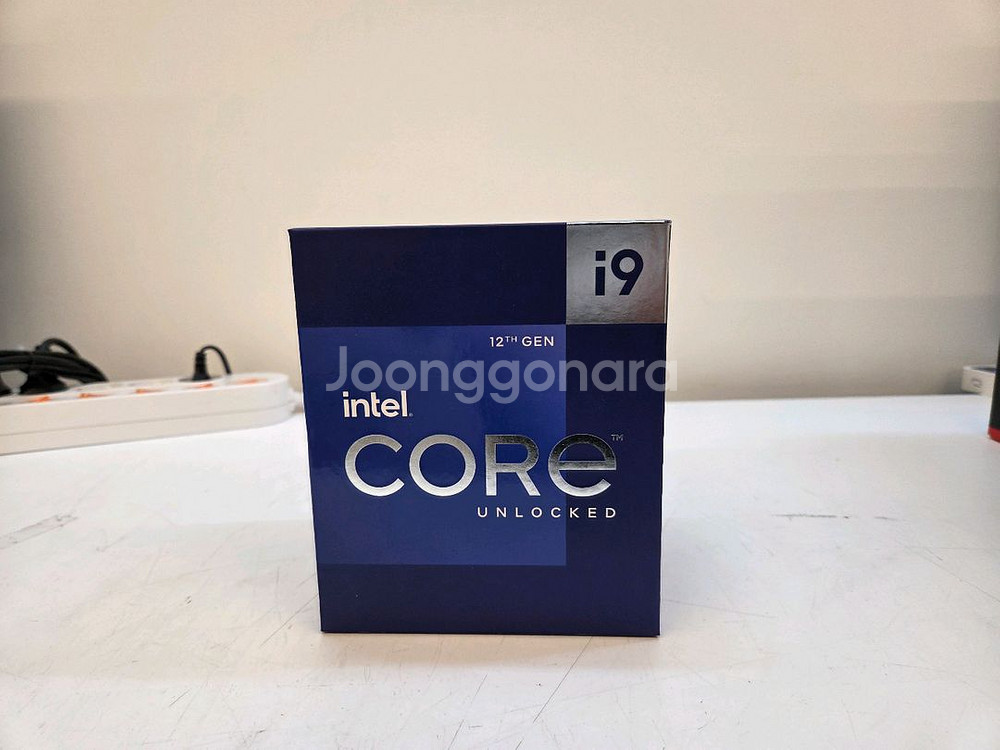 i9
12TH GEN
Joonggonara
intel.
CORE™
UNLOCKED